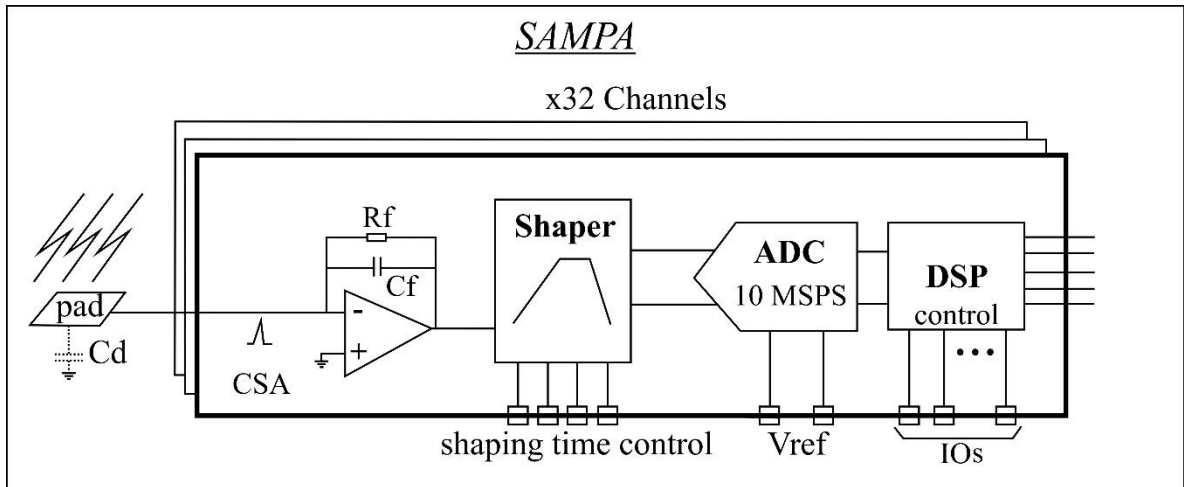 SAMPA
x32 Channels
Rf
Cf
Shaper
ADC
10 MSPS
DSP
control
pad
Cd
CSA
-
+
•••
shaping time control
Vref
IOs